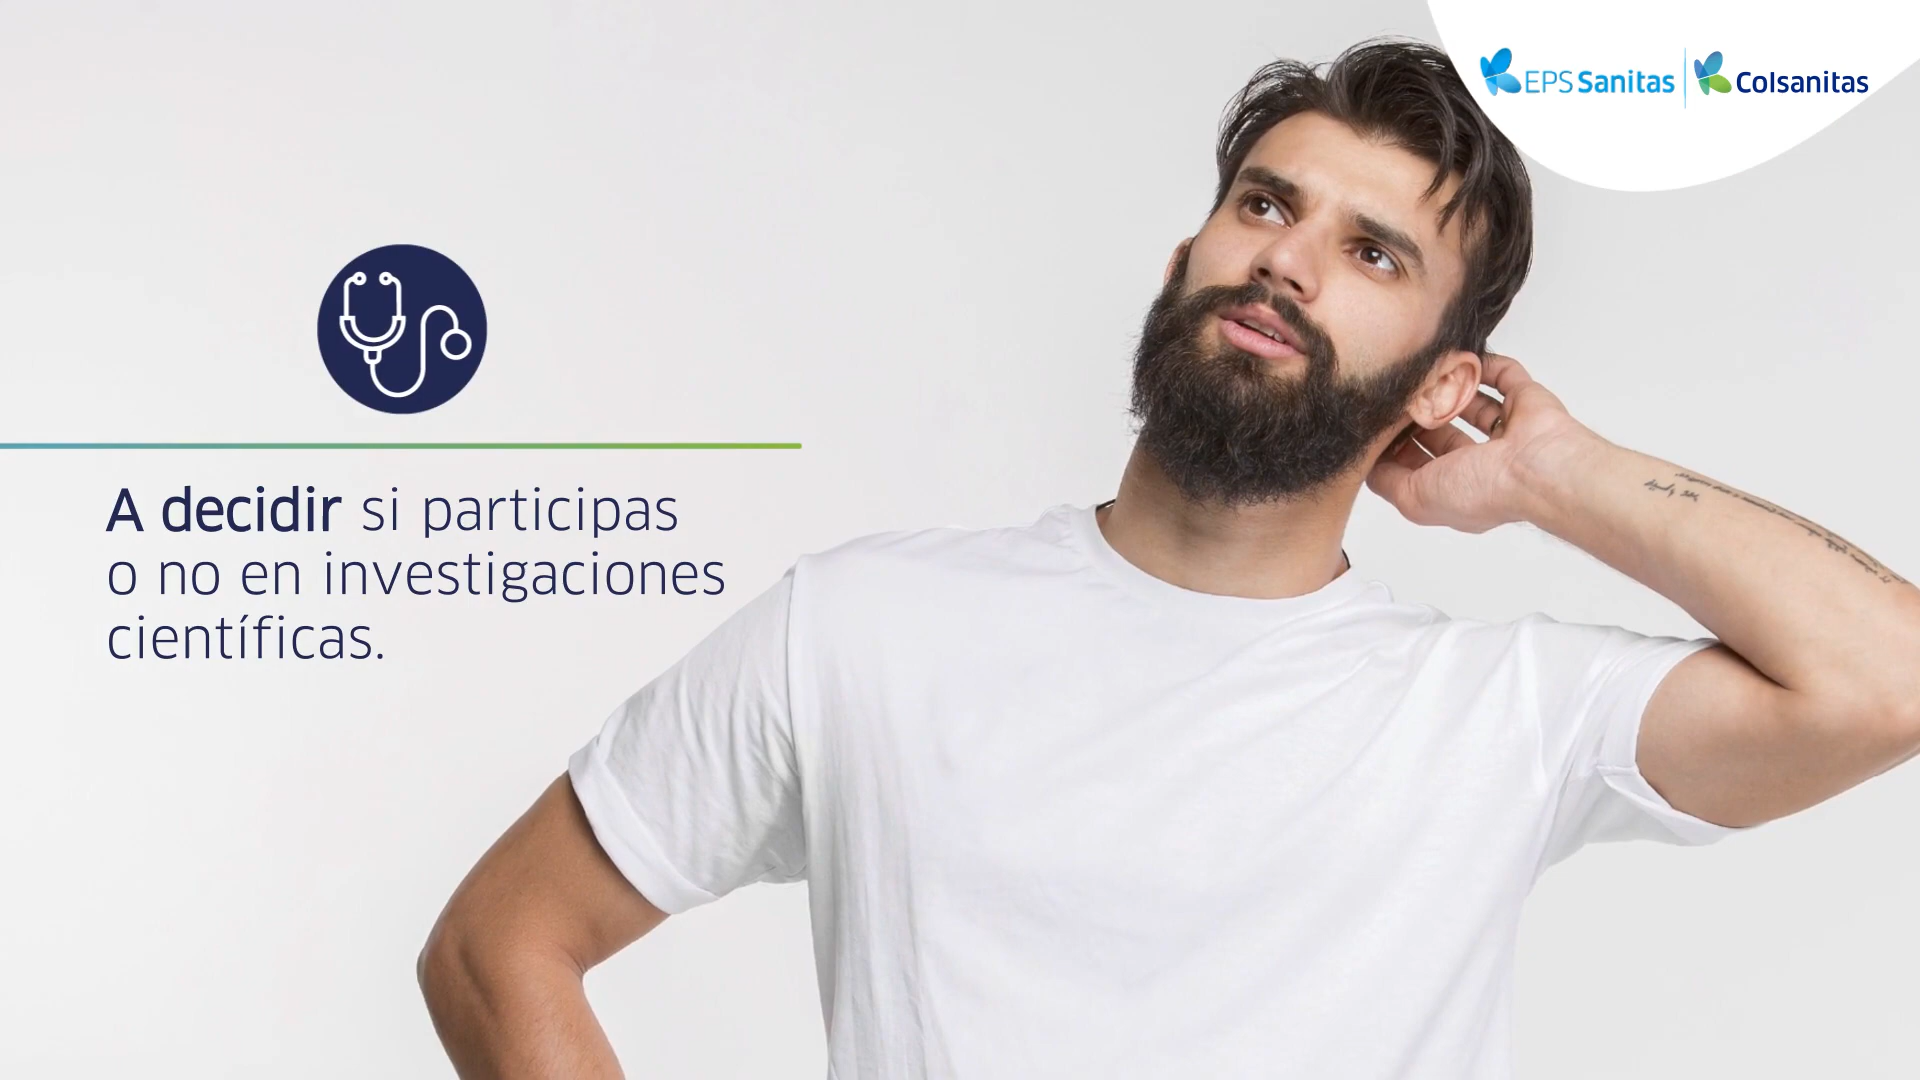 EPS Sanitas | Colsanitas
A decidir si participas
o no en investigaciones
científicas.